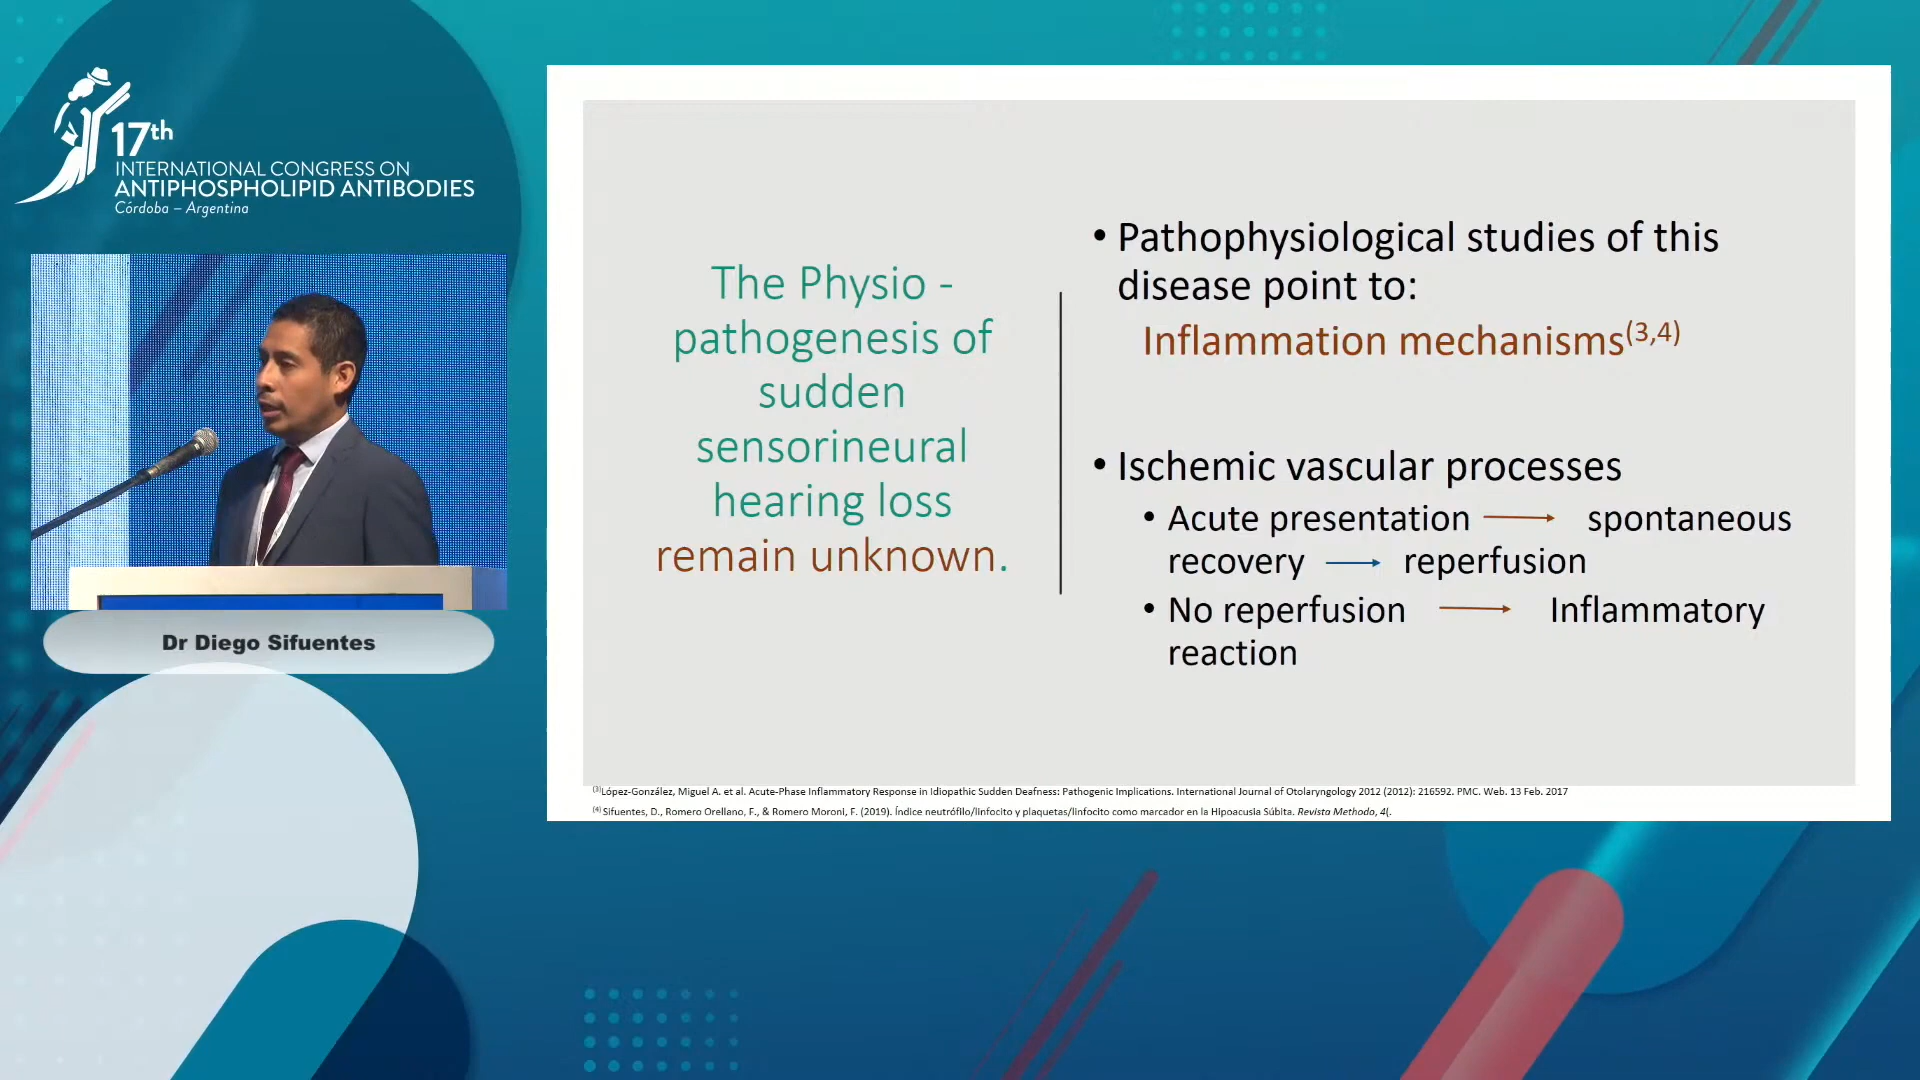 17th
INTERNATIONAL CONGRESS ON
ANTIPHOSPHOLIPID ANTIBODIES
Córdoba – Argentina
Dr Diego Sifuentes
The Physio -
pathogenesis of
sudden
sensorineural
hearing loss
remain unknown.
• Pathophysiological studies of this
disease point to:
Inflammation mechanisms(3,4)
• Ischemic vascular processes
• Acute presentation → spontaneous
recovery → reperfusion
• No reperfusion → Inflammatory
reaction
(3)López-González, Miguel A. et al. Acute-Phase Inflammatory Response in Idiopathic Sudden Deafness: Pathogenic Implications. International Journal of Otolaryngology 2012 (2012): 216592. PMC. Web. 13 Feb. 2017
(4) Sifuentes, D., Romero Orellano, F., & Romero Moroni, F. (2019). Índice neutrófilo/linfocito y plaquetas/linfocito como marcador en la Hipoacusia Súbita. Revista Methodo, 4(.